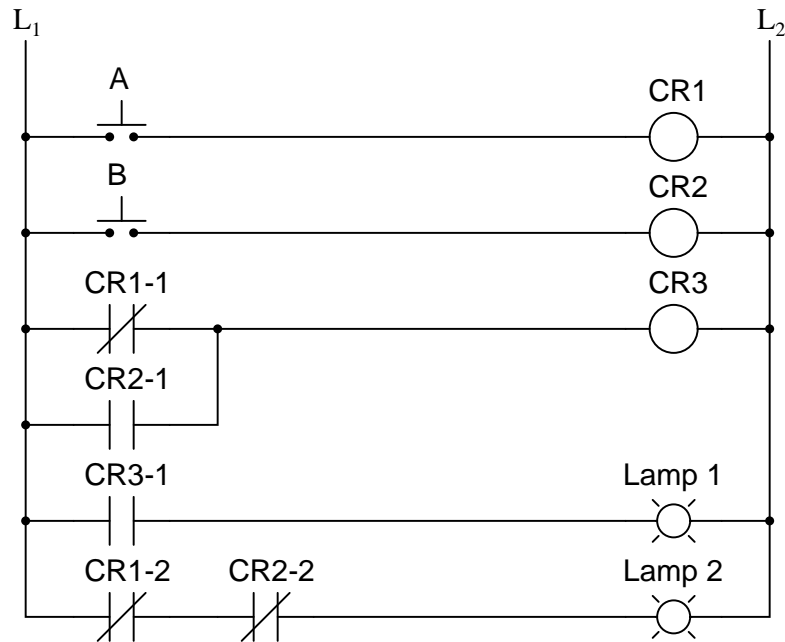 L1 L2
A
CR1
B
CR2
CR1-1
CR3
CR2-1
CR3-1
Lamp 1
CR1-2 CR2-2 Lamp 2